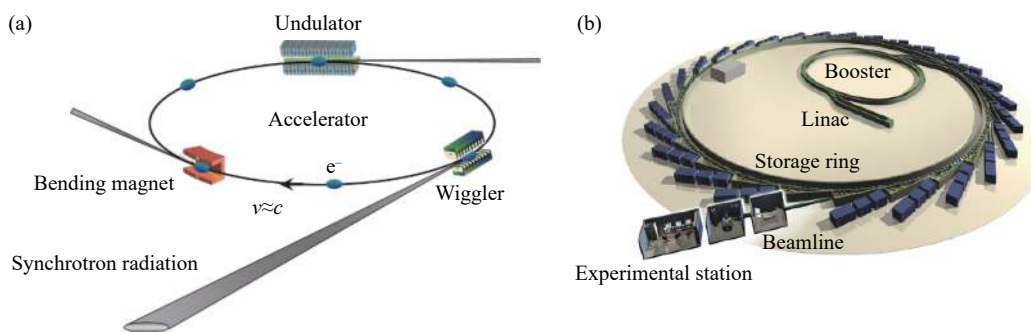 (a)
Undulator
Accelerator
e⁻
Bending magnet
Wiggler
v≈c
Synchrotron radiation
(b)
Booster
Linac
Storage ring
Beamline
Experimental station